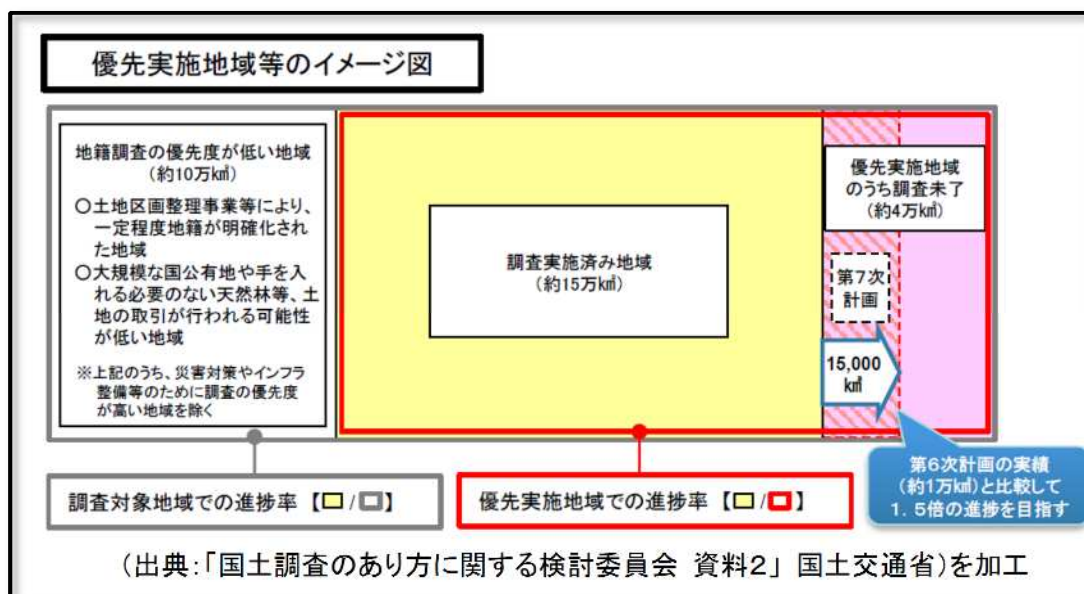 優先実施地域等のイメージ図
地籍調査の優先度が低い地域
(約10万㎢)
○土地区画整理事業等により、
一定程度地籍が明確化され
た地域
○大規模な国公有地や手を入
れる必要のない天然林等、土
地の取引が行われる可能性
が低い地域
※上記のうち、災害対策やインフラ
整備等のために調査の優先度
が高い地域を除く
調査実施済み地域
(約15万㎢)
優先実施地域
のうち調査未了
(約4万㎢)
第7次
計画
15,000
㎢
第6次計画の実績
(約1万㎢)と比較して
1.5倍の進捗を目指す
調査対象地域での進捗率【□/□】
優先実施地域での進捗率【□/□】
(出典:「国土調査のあり方に関する検討委員会 資料2」 国土交通省)を加工